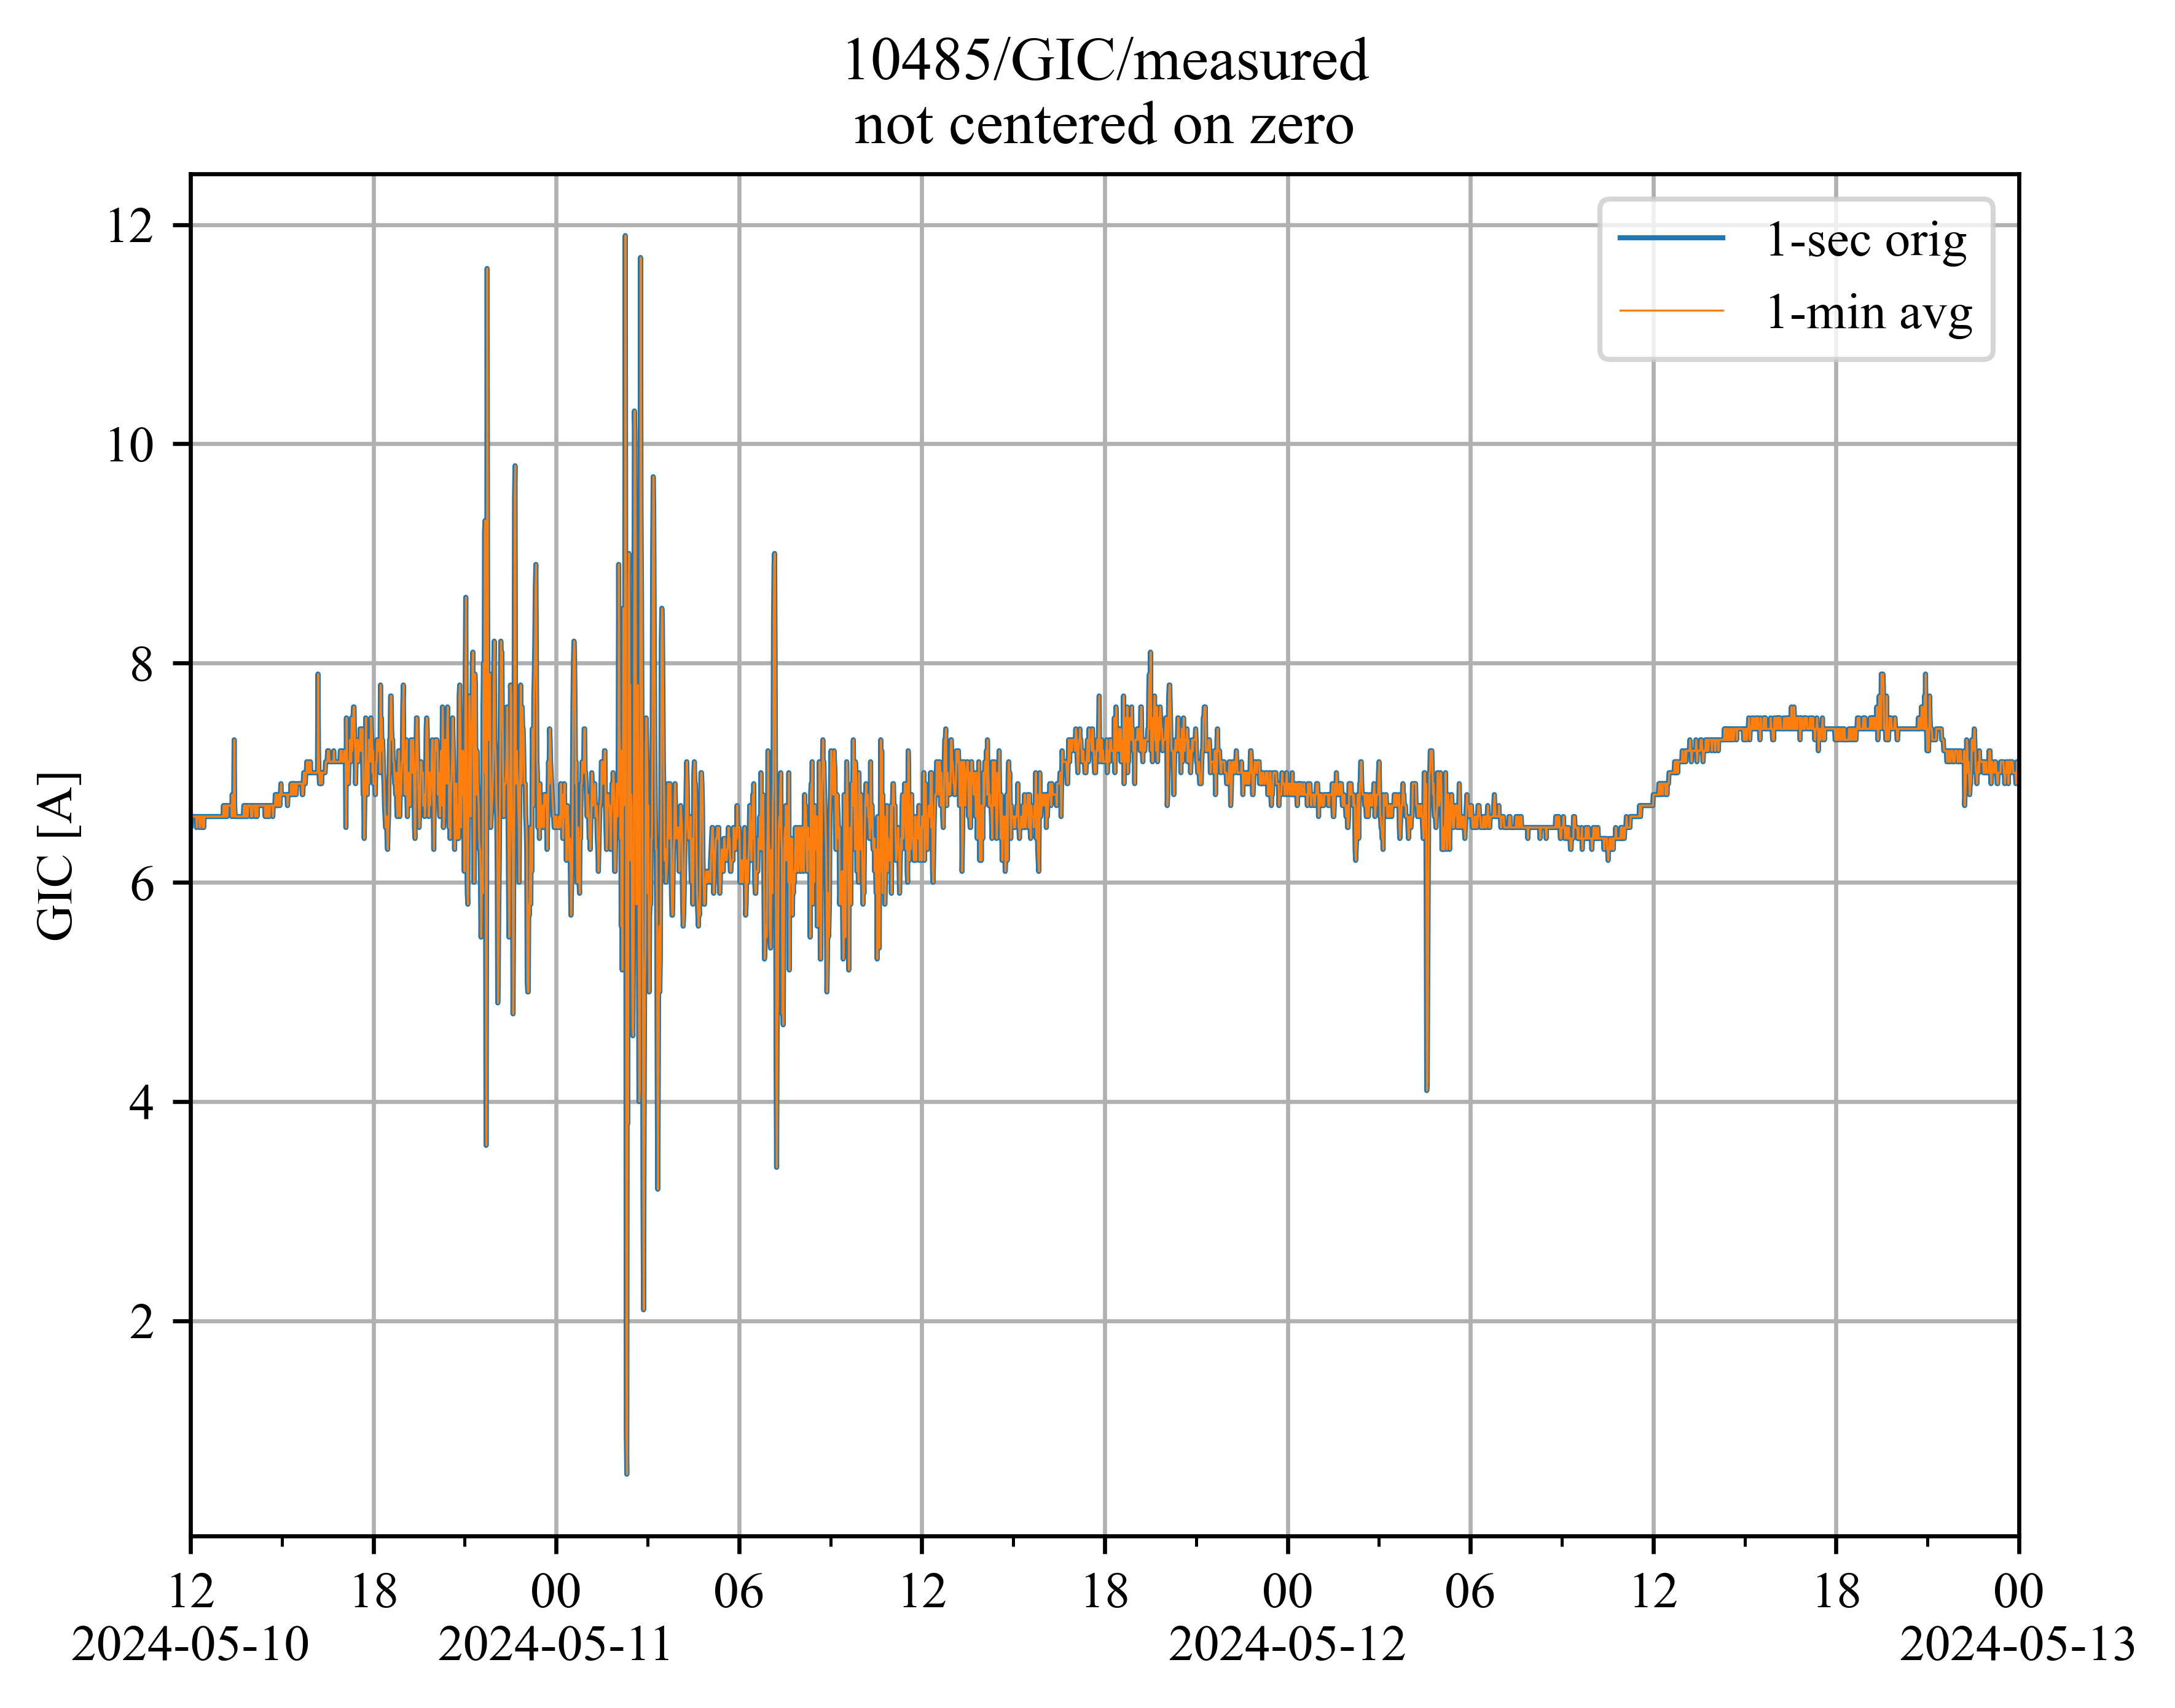 10485/GIC/measured
not centered on zero
1-sec orig
1-min avg
12
10
8
6
4
2
GIC [A]
12 18 00 06 12 18 00 06 12 18 00
2024-05-10 2024-05-11 2024-05-12 2024-05-13